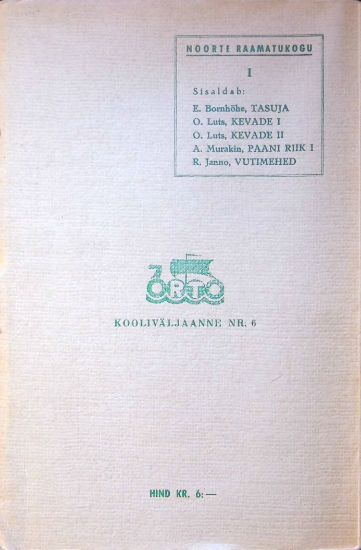 NOORTE RAAMATUKOGU
I
Sisaldab:
E. Bornhöhe, TASUJA
O. Luts, KEVADE I
O. Luts, KEVADE II
A. Murakin, PAANI RIIK I
R. Janno, VUTIMEHED
ORTO
KOOLIVÄLJAANNE NR. 6
HIND KR. 6:—